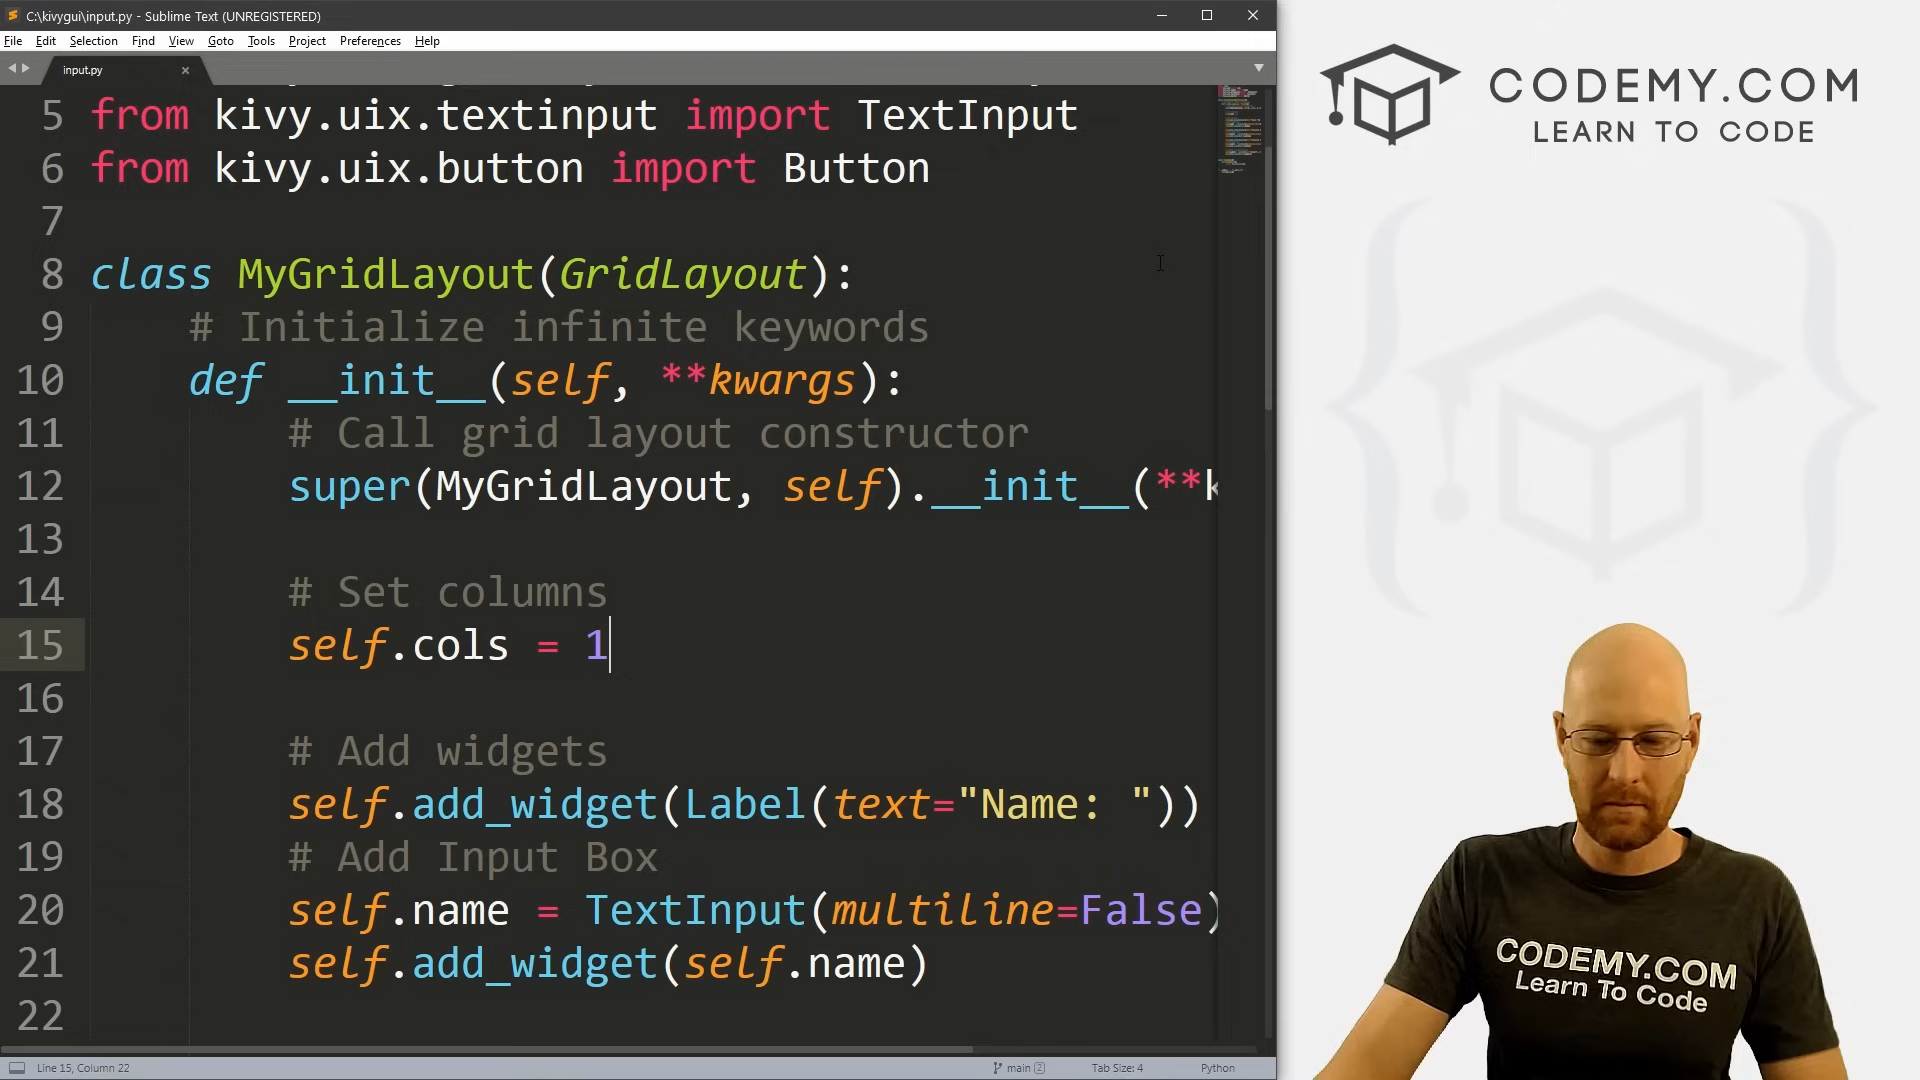 C:\kivygui\input.py - Sublime Text (UNREGISTERED)
File Edit Selection Find View Goto Tools Project Preferences Help
input.py
5 from kivy.uix.textinput import TextInput
6 from kivy.uix.button import Button
7
8 class MyGridLayout(GridLayout):
9 # Initialize infinite keywords
10 def __init__(self, **kwargs):
11 # Call grid layout constructor
12 super(MyGridLayout, self).__init__(**k
13
14 # Set columns
15 self.cols = 1
16
17 # Add widgets
18 self.add_widget(Label(text="Name: "))
19 # Add Input Box
20 self.name = TextInput(multiline=False)
21 self.add_widget(self.name)
22
Line 15, Column 22
main 2
Tab Size: 4
Python
CODEMY.COM
LEARN TO CODE
CODEMY.COM
Learn To Code